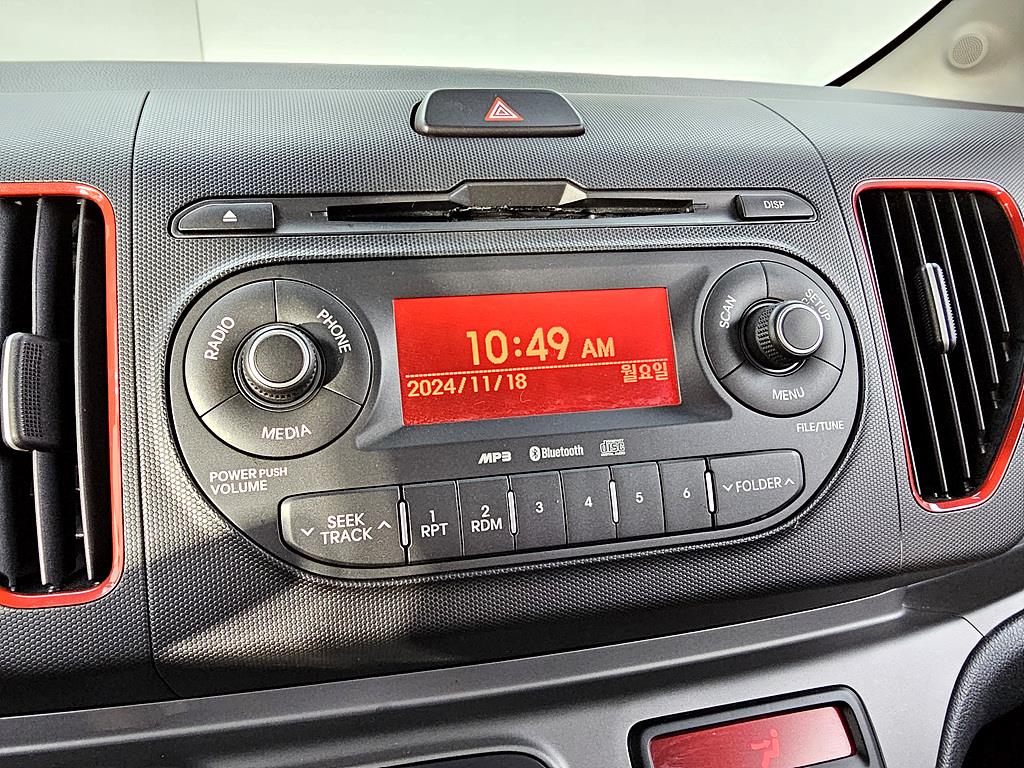 DISP
RADIO
PHONE
MEDIA
POWER PUSH
VOLUME
10:49 AM
2024/11/18 월요일
SCAN
SETUP
MENU
FILE/TUNE
MP3 Bluetooth
SEEK
TRACK
1
RPT
2
RDM
3
4
5
6
FOLDER